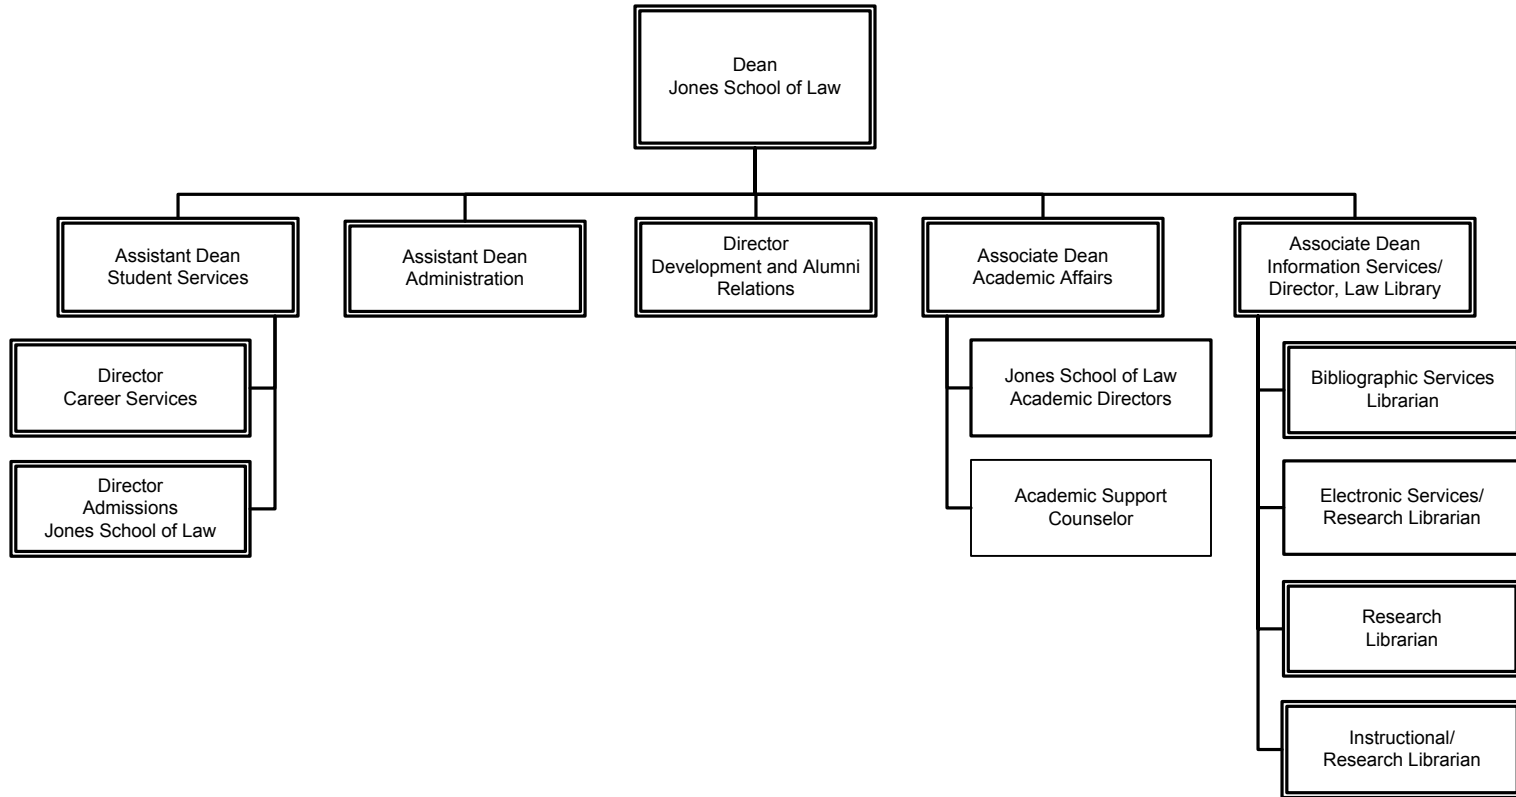 Dean
Jones School of Law
Assistant Dean
Student Services
Assistant Dean
Administration
Director
Development and Alumni
Relations
Associate Dean
Academic Affairs
Associate Dean
Information Services/
Director, Law Library
Director
Career Services
Director
Admissions
Jones School of Law
Jones School of Law
Academic Directors
Academic Support
Counselor
Bibliographic Services
Librarian
Electronic Services/
Research Librarian
Research
Librarian
Instructional/
Research Librarian